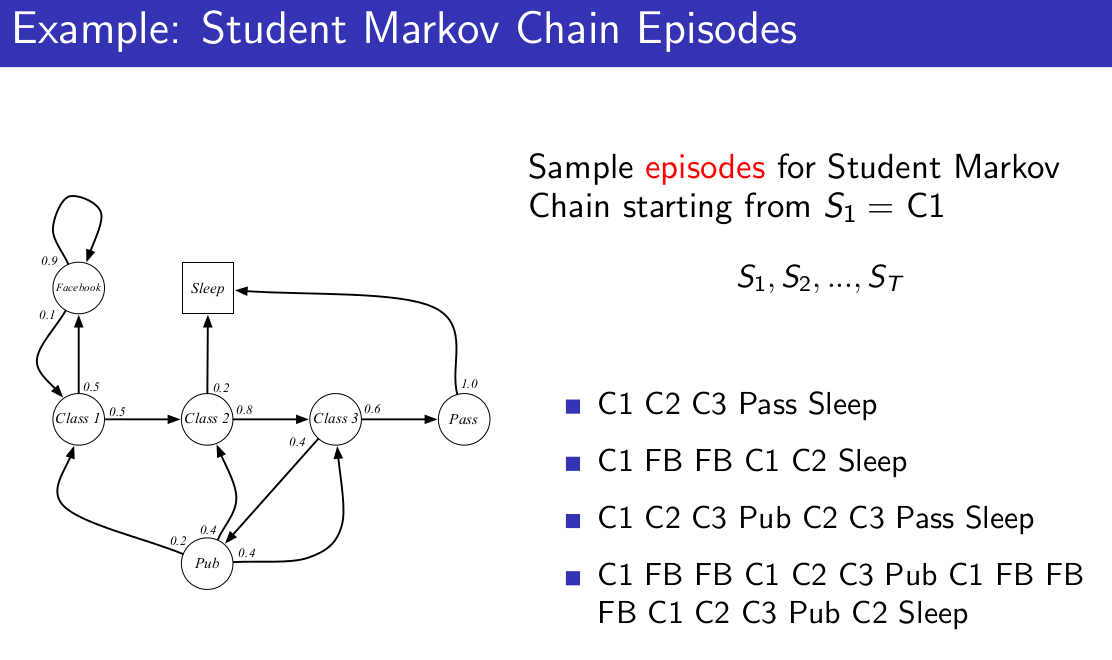 Example: Student Markov Chain Episodes
Sample episodes for Student Markov
Chain starting from S₁ = C1
S₁, S₂, ..., S_T
C1 C2 C3 Pass Sleep
C1 FB FB C1 C2 Sleep
C1 C2 C3 Pub C2 C3 Pass Sleep
C1 FB FB C1 C2 C3 Pub C1 FB FB
FB C1 C2 C3 Pub C2 Sleep
0.9
Facebook
Sleep
0.1
0.5
0.2
1.0
Class 1
0.5
Class 2
0.8
Class 3
0.6
Pass
0.4
0.4
0.2
0.4
Pub